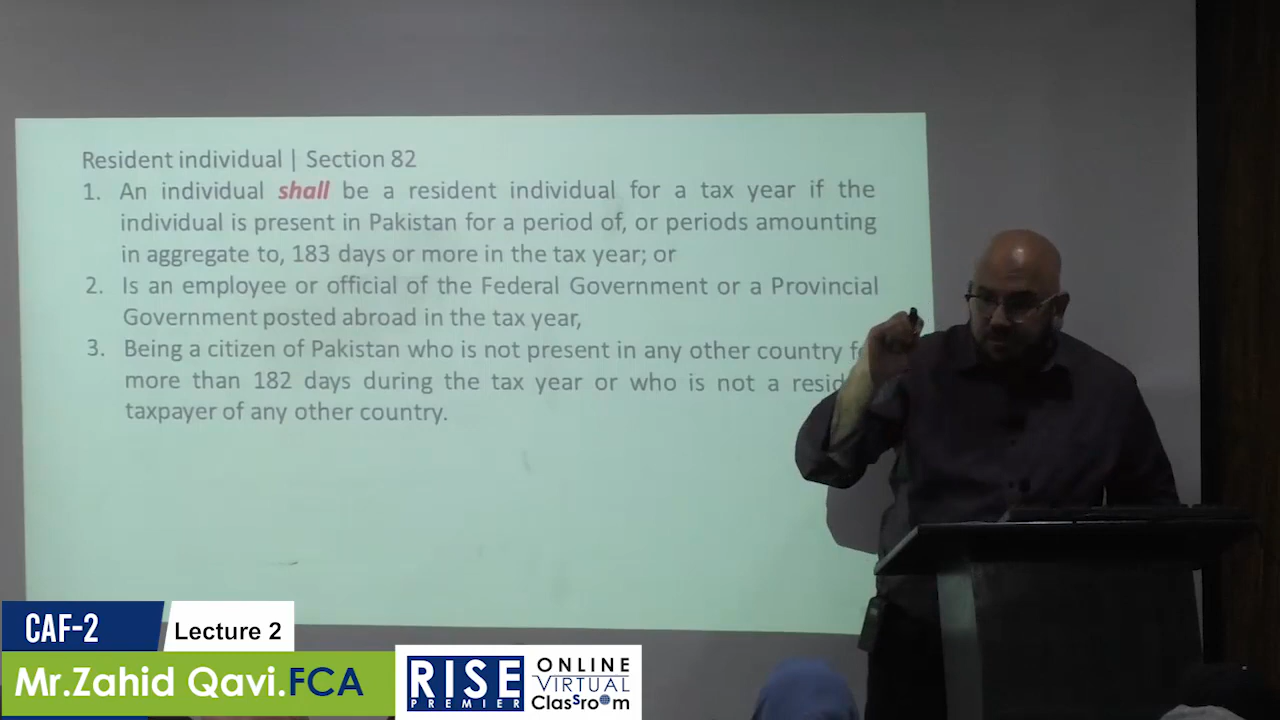 Resident individual | Section 82
1. An individual shall be a resident individual for a tax year if the
individual is present in Pakistan for a period of, or periods amounting
in aggregate to, 183 days or more in the tax year; or
2. Is an employee or official of the Federal Government or a Provincial
Government posted abroad in the tax year,
3. Being a citizen of Pakistan who is not present in any other country
more than 182 days during the tax year or who is not a
taxpayer of any other country.
CAF-2
Lecture 2
Mr.Zahid Qavi.FCA
RISE
PREMIER
ONLINE
VIRTUAL
Classroom